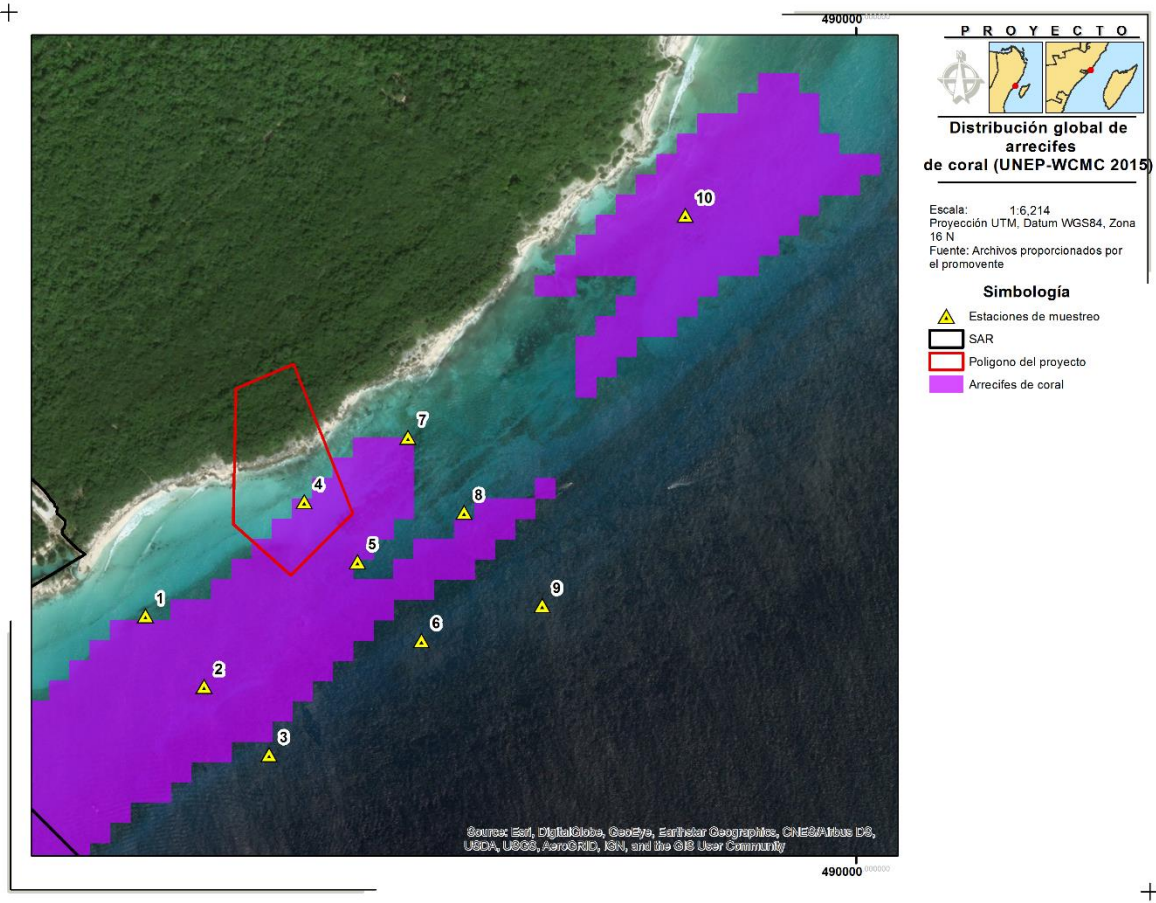 490000.000000
P R O Y E C T O
Distribución global de
arrecifes
de coral (UNEP-WCMC 2015)
Escala: 1:6,214
Proyección UTM, Datum WGS84, Zona
16 N
Fuente: Archivos proporcionados por
el promovente
Simbología
Estaciones de muestreo
SAR
Poligono del proyecto
Arrecifes de coral
10
7
4
8
5
9
1
6
2
3
Source: Esri, DigitalGlobe, GeoEye, Earthstar Geographics, CNES/Airbus DS,
USDA, USGS, AeroGRID, IGN, and the GIS User Community
490000.000000